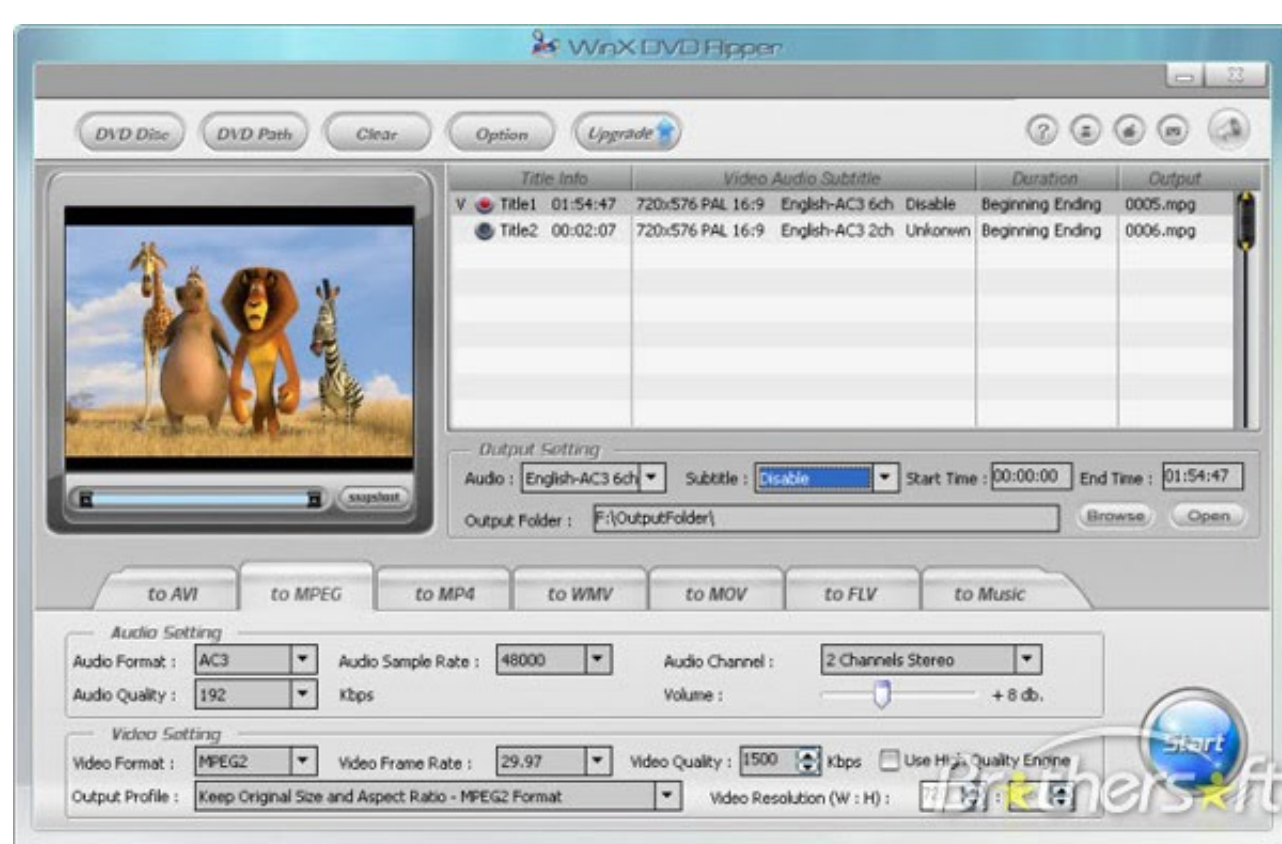 WinX DVD Ripper
DVD Disc DVD Path Clear Option Upgrade
Title Info Video Audio Subtitle Duration Output
V Title1 01:54:47 720x576 PAL 16:9 English-AC3 6ch Disable Beginning Ending 0005.mpg
Title2 00:02:07 720x576 PAL 16:9 English-AC3 2ch Unkonwn Beginning Ending 0006.mpg
Output Setting
Audio : English-AC3 6ch Subtitle : Disable Start Time : 00:00:00 End Time : 01:54:47
snapshot
Output Folder : F:\OutputFolder\ Browse Open
to AVI to MPEG to MP4 to WMV to MOV to FLV to Music
Audio Setting
Audio Format : AC3 Audio Sample Rate : 48000 Audio Channel : 2 Channels Stereo
Audio Quality : 192 Kbps Volume : + 8 db.
Start
Video Setting
Video Format : MPEG2 Video Frame Rate : 29.97 Video Quality : 1500 Kbps Use High Quality Engine
Output Profile : Keep Original Size and Aspect Ratio - MPEG2 Format Video Resolution (W : H) : :
Brothersoft